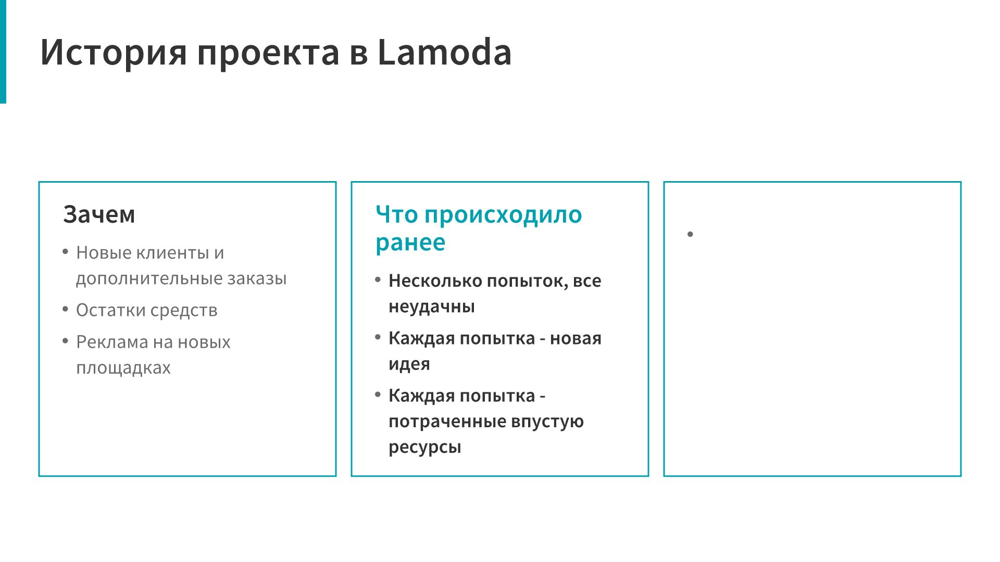 История проекта в Lamoda
Зачем
• Новые клиенты и
дополнительные заказы
• Остатки средств
• Реклама на новых
площадках
Что происходило
ранее
• Несколько попыток, все
неудачны
• Каждая попытка - новая
идея
• Каждая попытка -
потраченные впустую
ресурсы
•